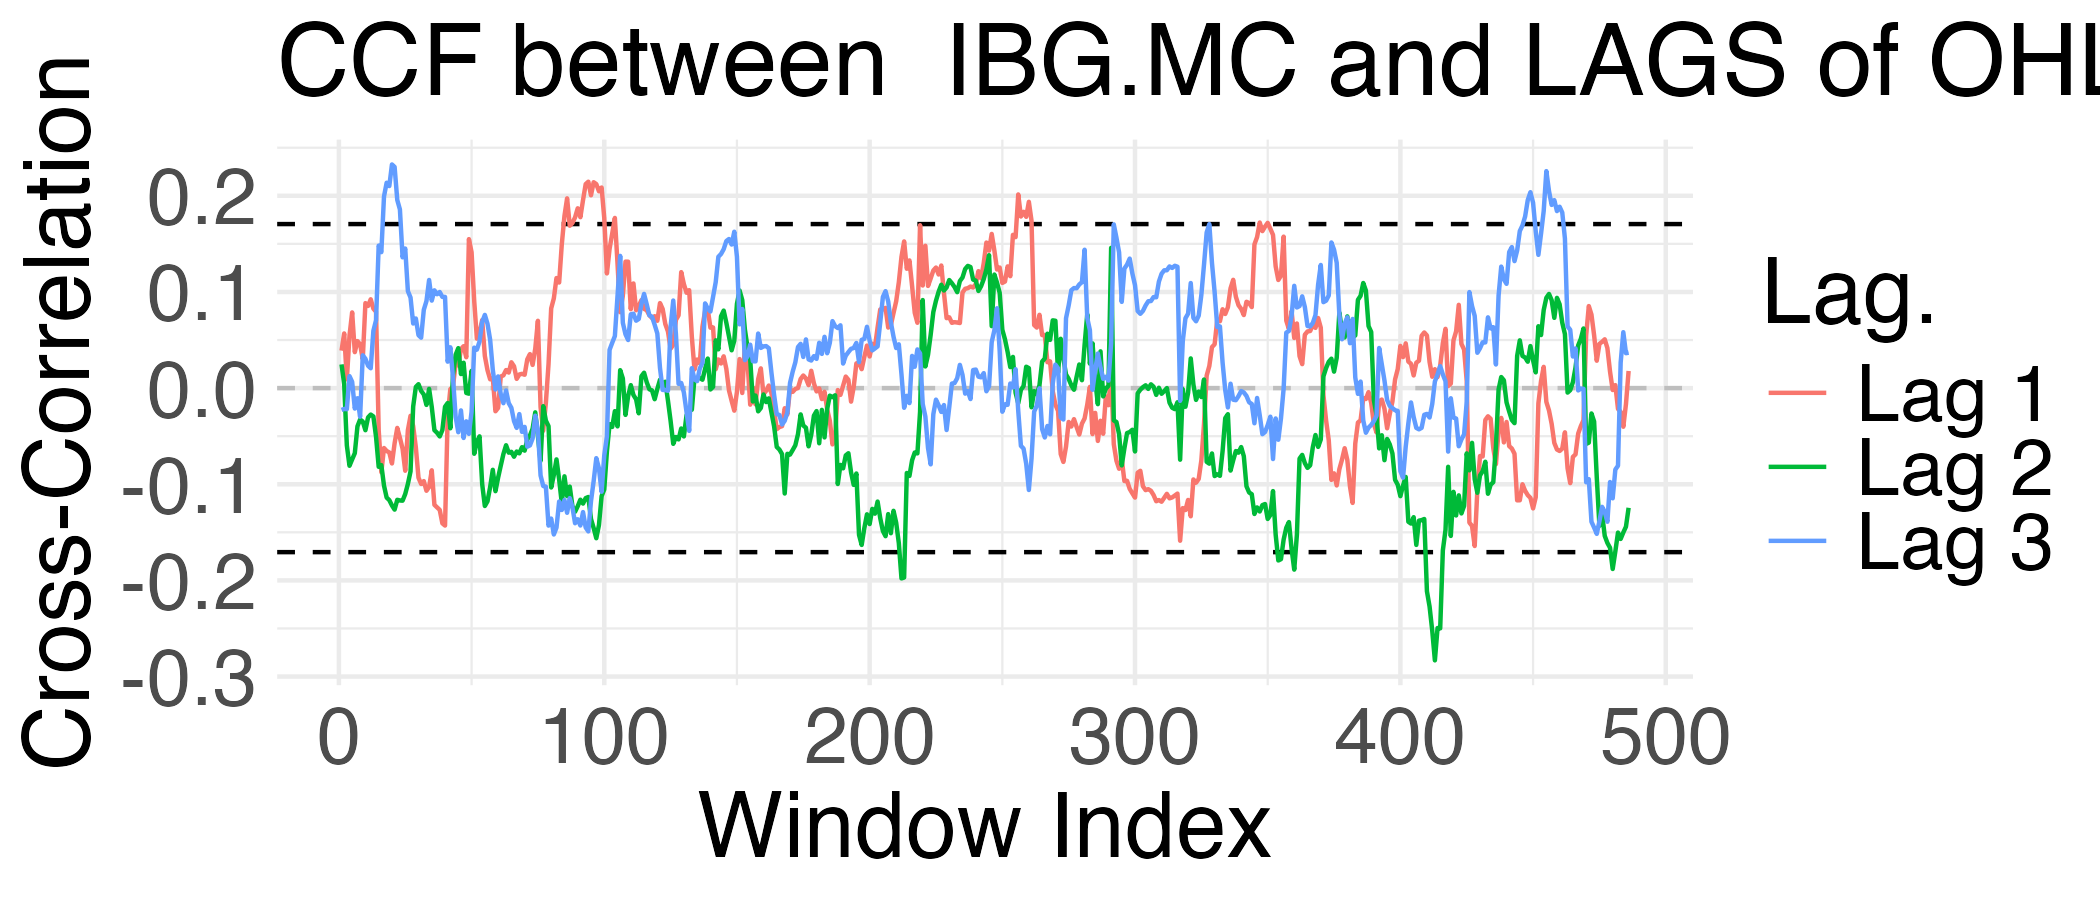 CCF between  IBG.MC and LAGS of OHL
Cross-Correlation
0.2
0.1
0.0
-0.1
-0.2
-0.3
0 100 200 300 400 500
Window Index
Lag.
Lag 1
Lag 2
Lag 3